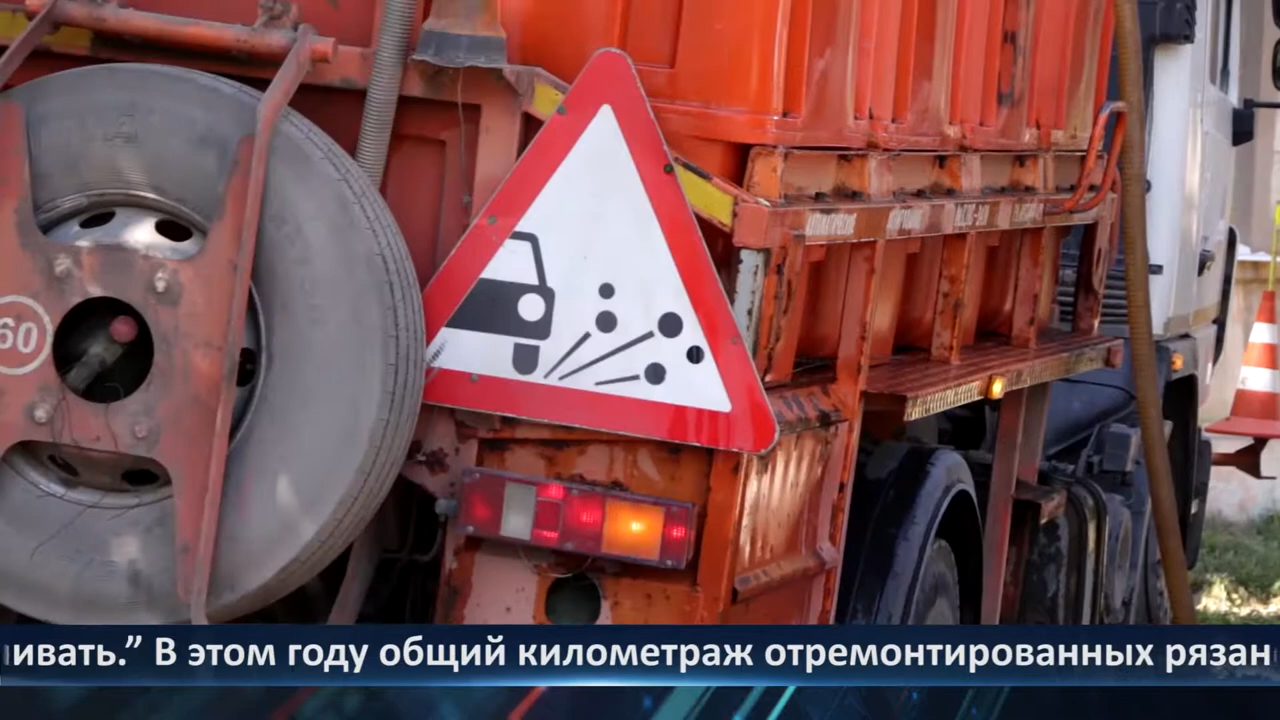 60
ивать.” В этом году общий километраж отремонтированных рязан